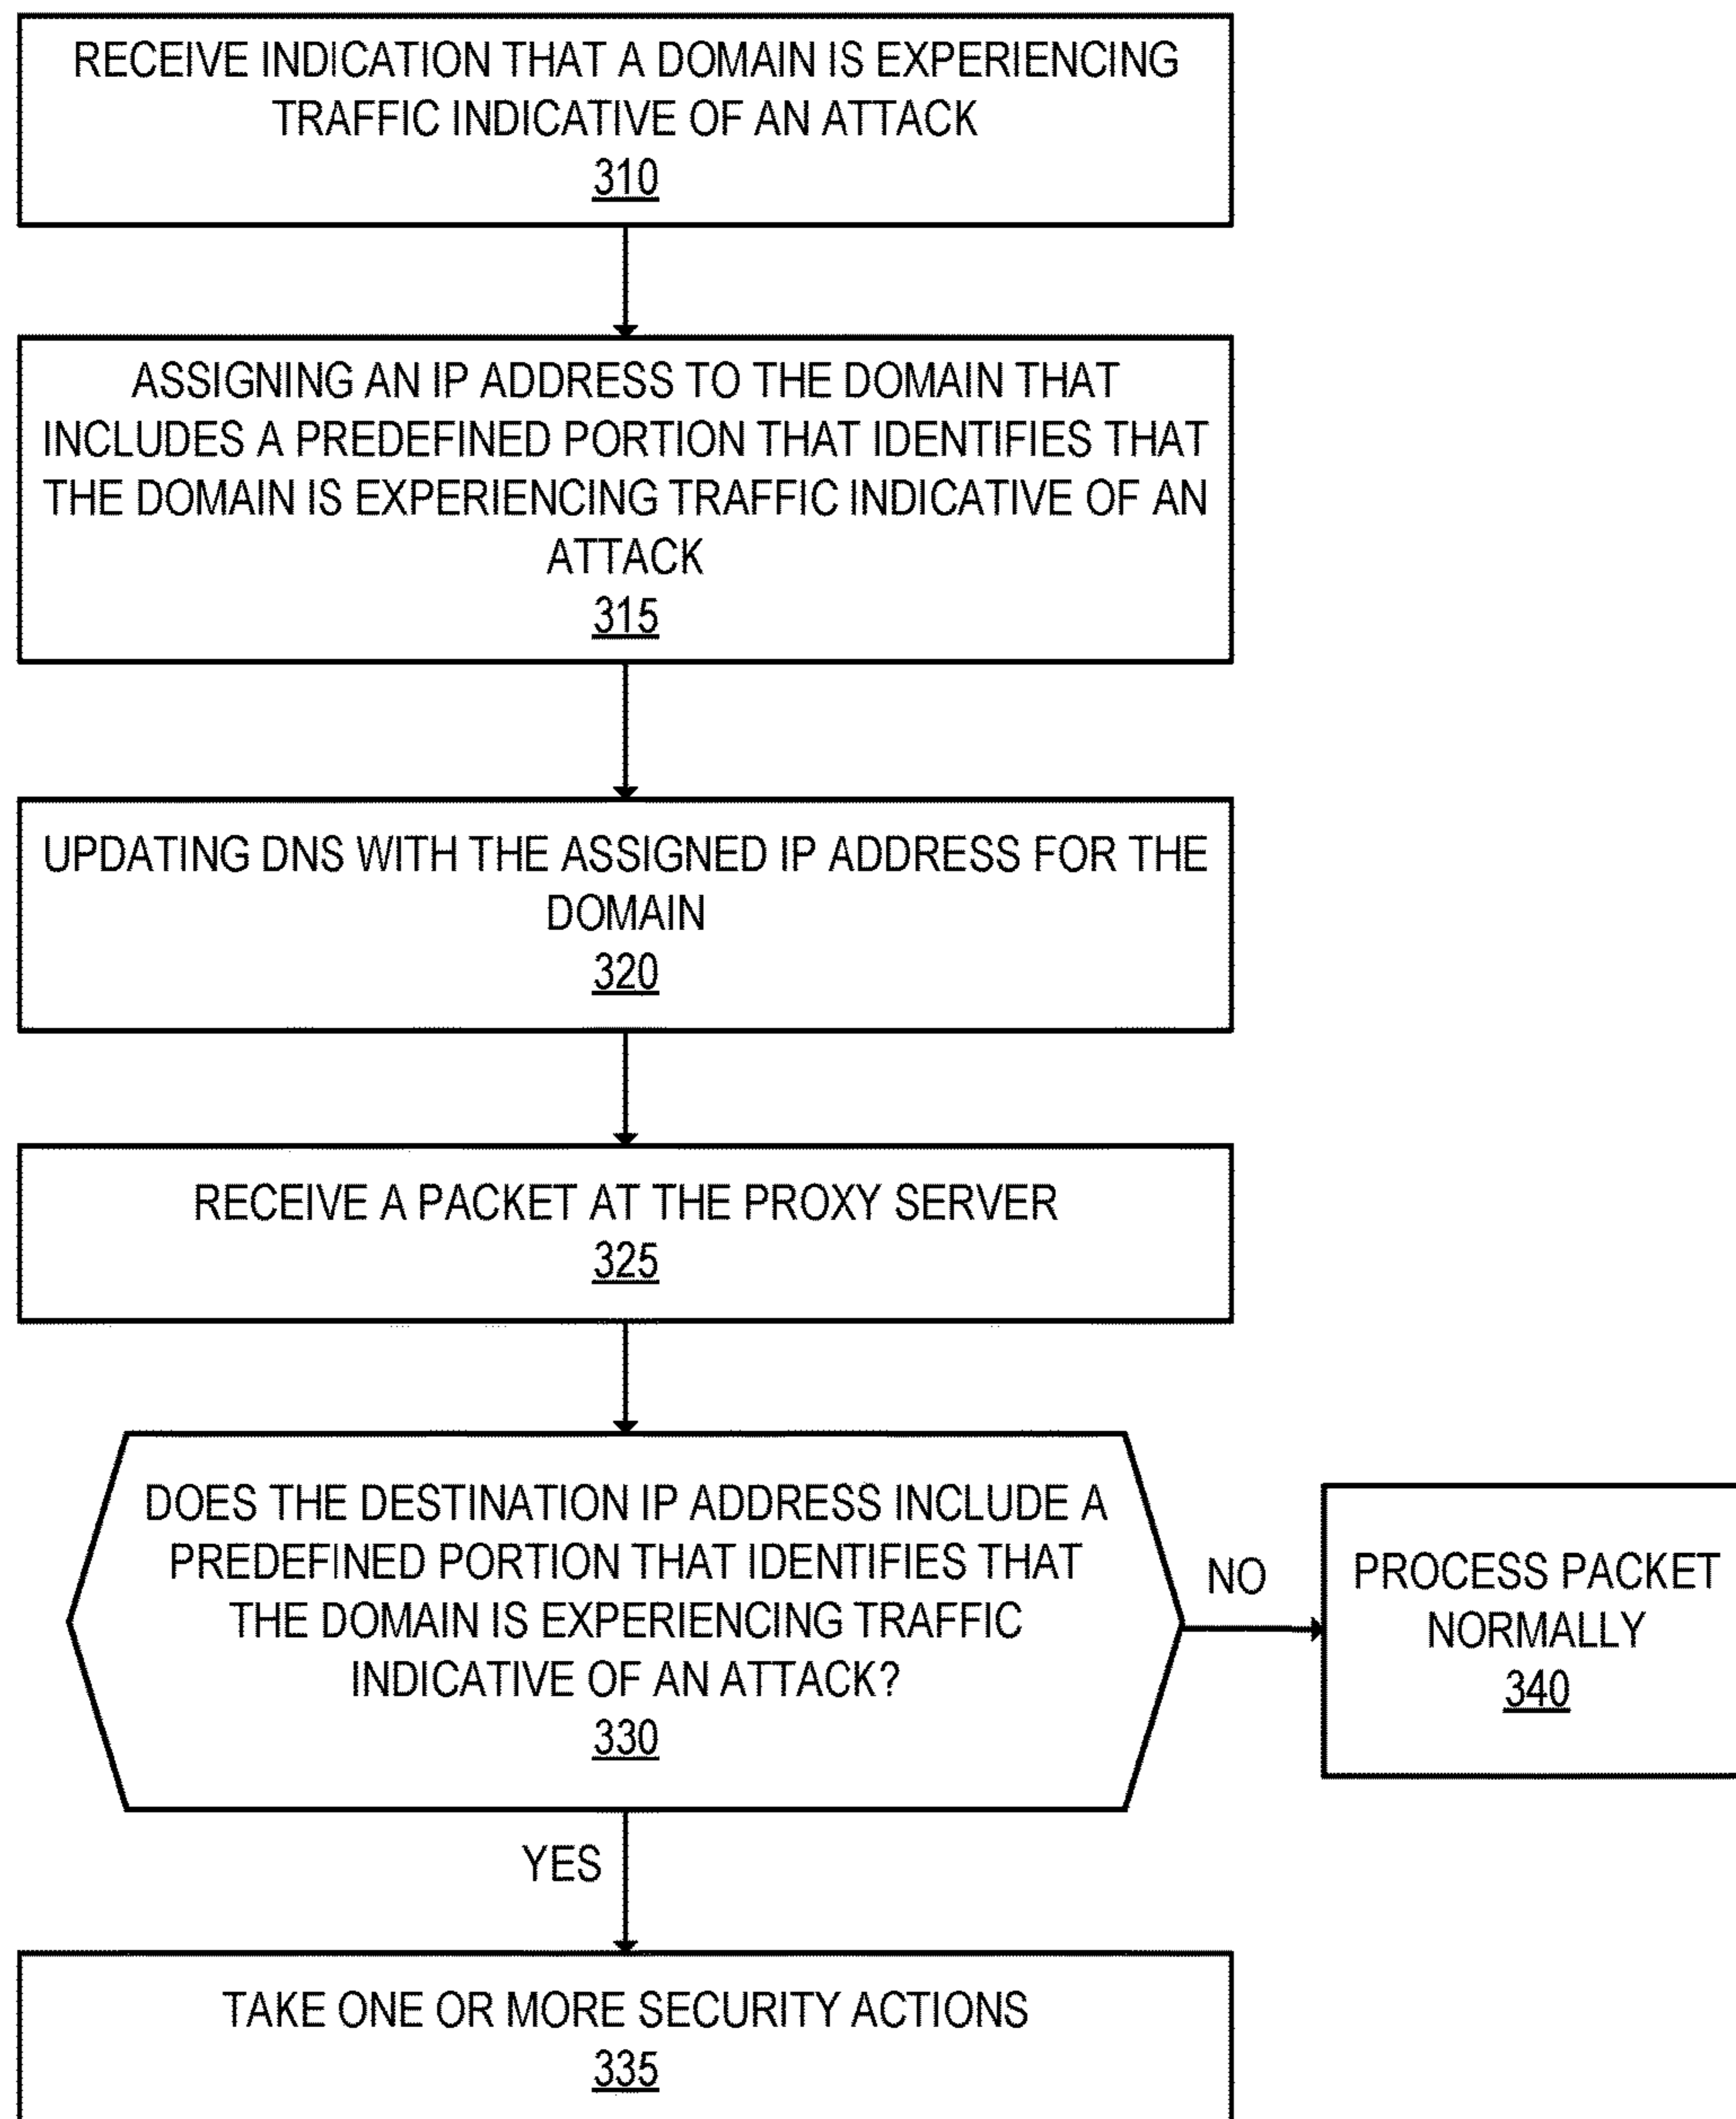 RECEIVE INDICATION THAT A DOMAIN IS EXPERIENCING
TRAFFIC INDICATIVE OF AN ATTACK
310
ASSIGNING AN IP ADDRESS TO THE DOMAIN THAT
INCLUDES A PREDEFINED PORTION THAT IDENTIFIES THAT
THE DOMAIN IS EXPERIENCING TRAFFIC INDICATIVE OF AN
ATTACK
315
UPDATING DNS WITH THE ASSIGNED IP ADDRESS FOR THE
DOMAIN
320
RECEIVE A PACKET AT THE PROXY SERVER
325
DOES THE DESTINATION IP ADDRESS INCLUDE A
PREDEFINED PORTION THAT IDENTIFIES THAT
THE DOMAIN IS EXPERIENCING TRAFFIC
INDICATIVE OF AN ATTACK?
330
NO
PROCESS PACKET
NORMALLY
340
YES
TAKE ONE OR MORE SECURITY ACTIONS
335